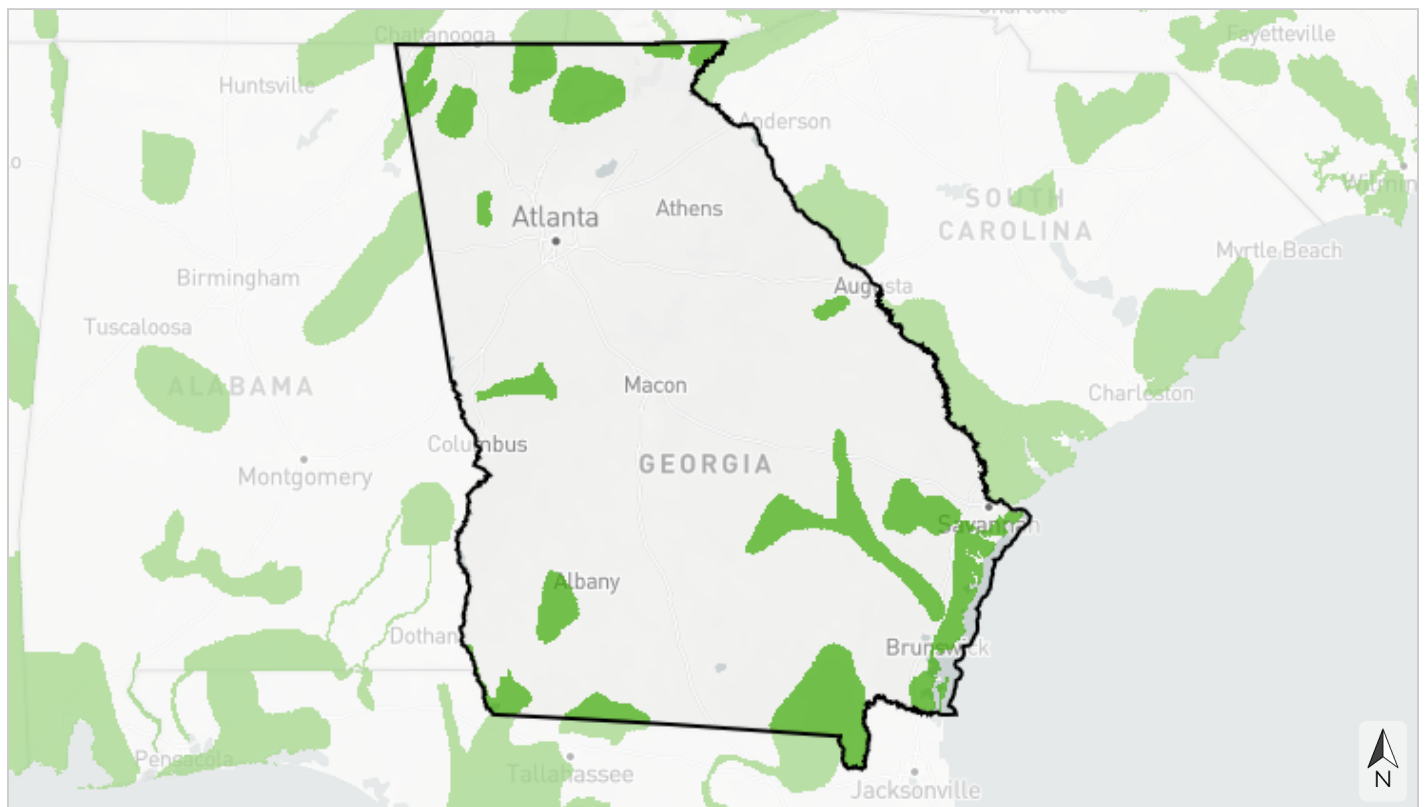 Chattanooga
Fayetteville
Huntsville
Anderson
SOUTH
CAROLINA
Atlanta
Athens
Myrtle Beach
Birmingham
Augusta
Tuscaloosa
ALABAMA
Macon
Charleston
Columbus
GEORGIA
Montgomery
Savannah
Albany
Dothan
Brunswick
Pensacola
Tallahassee
Jacksonville
N